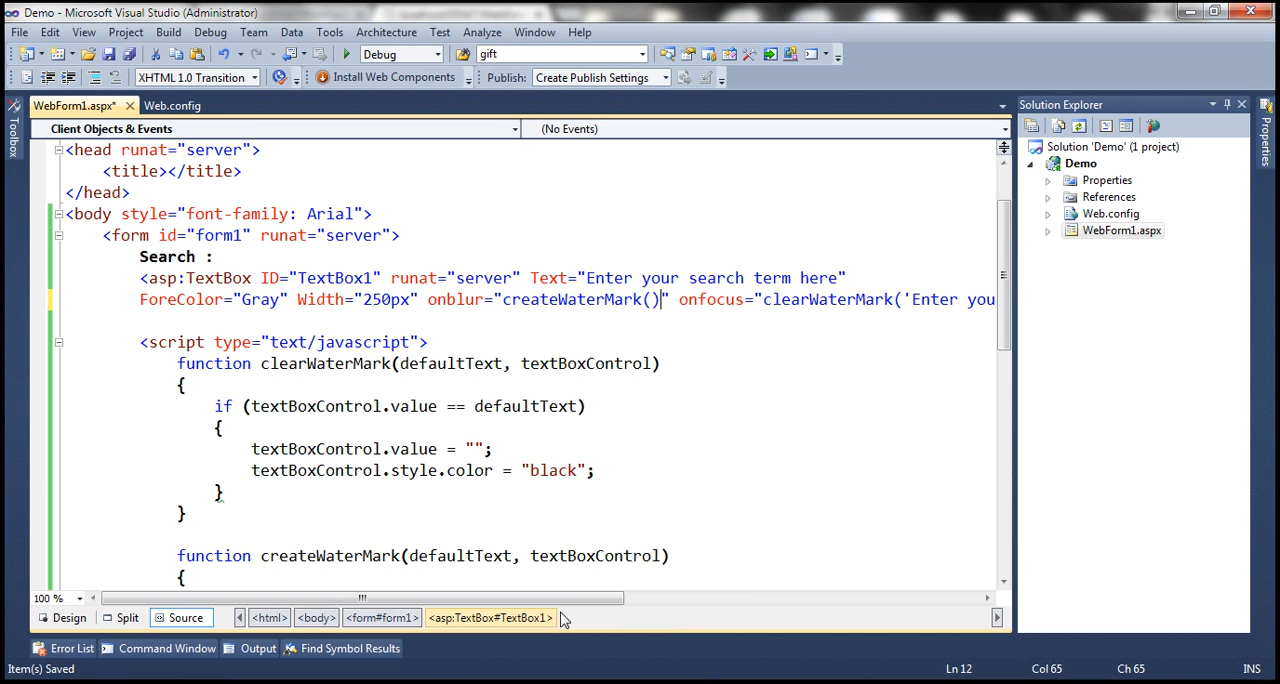 Demo - Microsoft Visual Studio (Administrator)
File Edit View Project Build Debug Team Data Tools Architecture Test Analyze Window Help
Debug gift
XHTML 1.0 Transition Install Web Components Publish: Create Publish Settings
WebForm1.aspx* Web.config
Solution Explorer
Toolbox
Properties
Client Objects & Events (No Events)
<head runat="server">
<title></title>
</head>
<body style="font-family: Arial">
<form id="form1" runat="server">
Search :
<asp:TextBox ID="TextBox1" runat="server" Text="Enter your search term here"
ForeColor="Gray" Width="250px" onblur="createWaterMark()" onfocus="clearWaterMark('Enter you
<script type="text/javascript">
function clearWaterMark(defaultText, textBoxControl)
{
if (textBoxControl.value == defaultText)
{
textBoxControl.value = "";
textBoxControl.style.color = "black";
}
}
function createWaterMark(defaultText, textBoxControl)
{
Solution 'Demo' (1 project)
Demo
Properties
References
Web.config
WebForm1.aspx
100 %
Design Split Source <html> <body> <form#form1> <asp:TextBox#TextBox1>
Error List Command Window Output Find Symbol Results
Item(s) Saved Ln 12 Col 65 Ch 65 INS